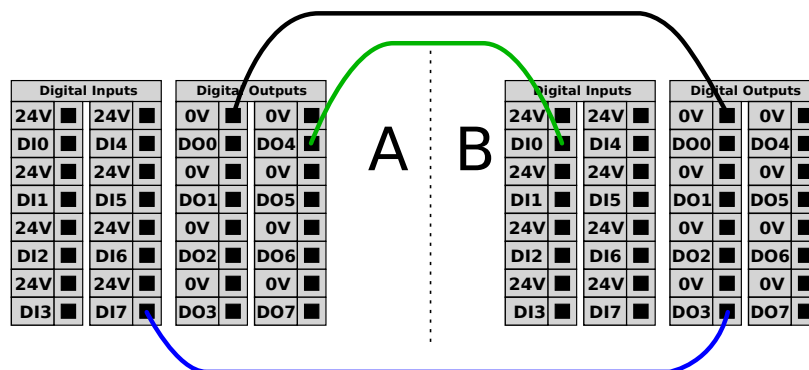 Digital Inputs Digital Outputs Digital Inputs Digital Outputs
24V 24V 0V 0V 24V 24V 0V 0V
DI0 DI4 DO0 DO4 A B DI0 DI4 DO0 DO4
24V 24V 0V 0V 24V 24V 0V 0V
DI1 DI5 DO1 DO5 DI1 DI5 DO1 DO5
24V 24V 0V 0V 24V 24V 0V 0V
DI2 DI6 DO2 DO6 DI2 DI6 DO2 DO6
24V 24V 0V 0V 24V 24V 0V 0V
DI3 DI7 DO3 DO7 DI3 DI7 DO3 DO7